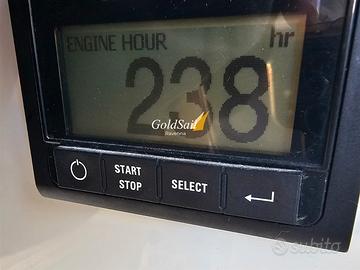 ENGINE HOUR hr
238
GoldSail
Ravenna
START
STOP
SELECT
subito